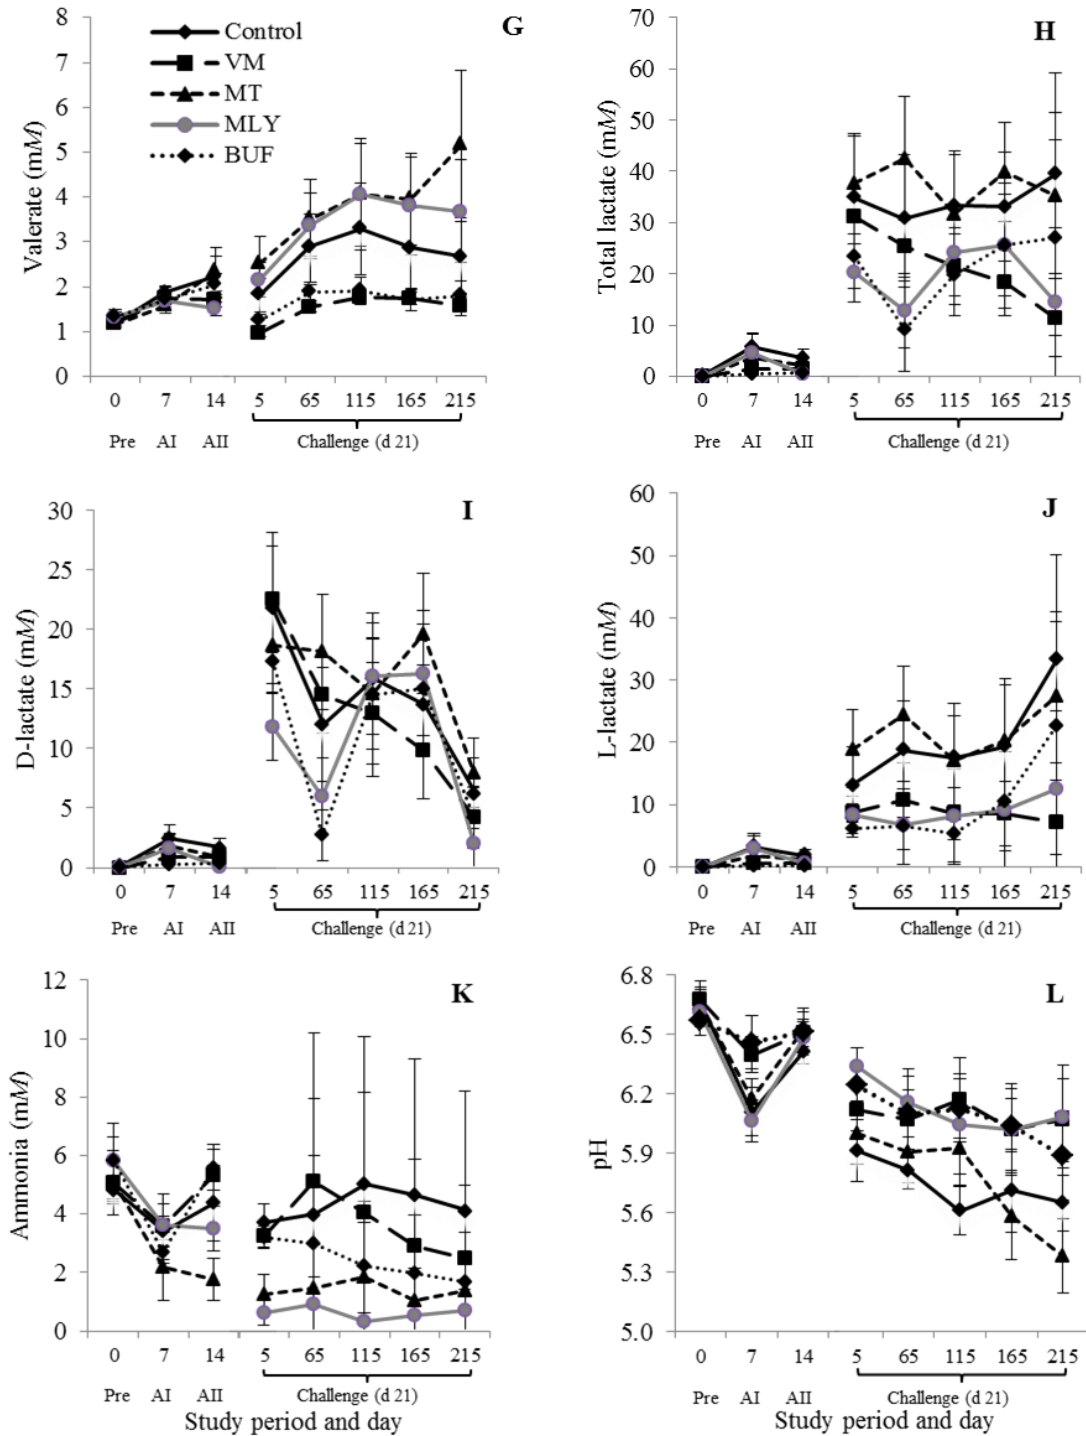 G
Valerate (mM)
8
7
6
5
4
3
2
1
0
Control
VM
MT
MLY
BUF
0 7 14 5 65 115 165 215
Pre AI AII Challenge (d 21)
H
Total lactate (mM)
70
60
50
40
30
20
10
0
0 7 14 5 65 115 165 215
Pre AI AII Challenge (d 21)
I
D-lactate (mM)
30
25
20
15
10
5
0
0 7 14 5 65 115 165 215
Pre AI AII Challenge (d 21)
J
L-lactate (mM)
60
50
40
30
20
10
0
0 7 14 5 65 115 165 215
Pre AI AII Challenge (d 21)
K
Ammonia (mM)
12
10
8
6
4
2
0
0 7 14 5 65 115 165 215
Pre AI AII Challenge (d 21)
Study period and day
L
pH
6.8
6.5
6.2
5.9
5.6
5.3
5.0
0 7 14 5 65 115 165 215
Pre AI AII Challenge (d 21)
Study period and day